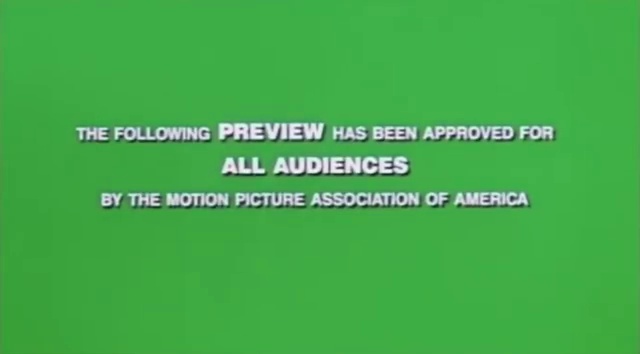 THE FOLLOWING PREVIEW HAS BEEN APPROVED FOR
ALL AUDIENCES
BY THE MOTION PICTURE ASSOCIATION OF AMERICA